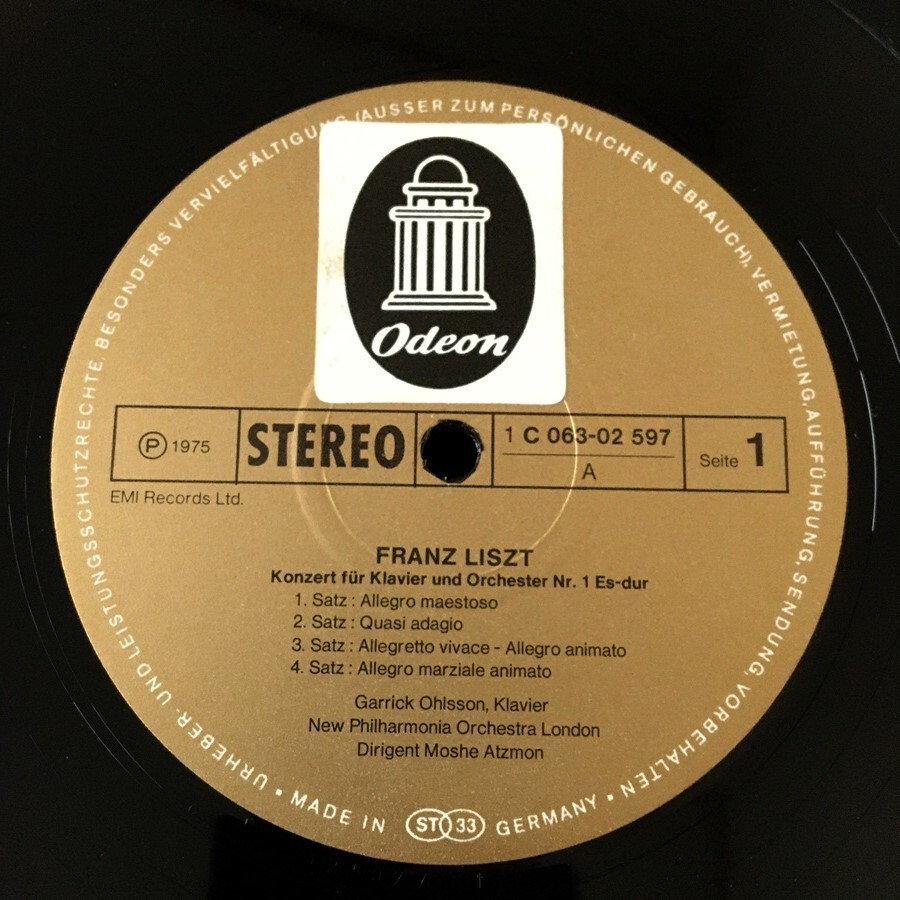 URHEBER- UND LEISTUNGSSCHUTZRECHTE, BESONDERS VERVIELFÄLTIGUNG (AUSSER ZUM PERSÖNLICHEN GEBRAUCH), VERMIETUNG, AUFFÜHRUNG, SENDUNG, VORBEHALTEN
Odeon
Ⓟ 1975
STEREO
1 C 063-02 597
A
Seite 1
EMI Records Ltd.
FRANZ LISZT
Konzert für Klavier und Orchester Nr. 1 Es-dur
1. Satz : Allegro maestoso
2. Satz : Quasi adagio
3. Satz : Allegretto vivace - Allegro animato
4. Satz : Allegro marziale animato
Garrick Ohlsson, Klavier
New Philharmonia Orchestra London
Dirigent Moshe Atzmon
MADE IN ST 33 GERMANY